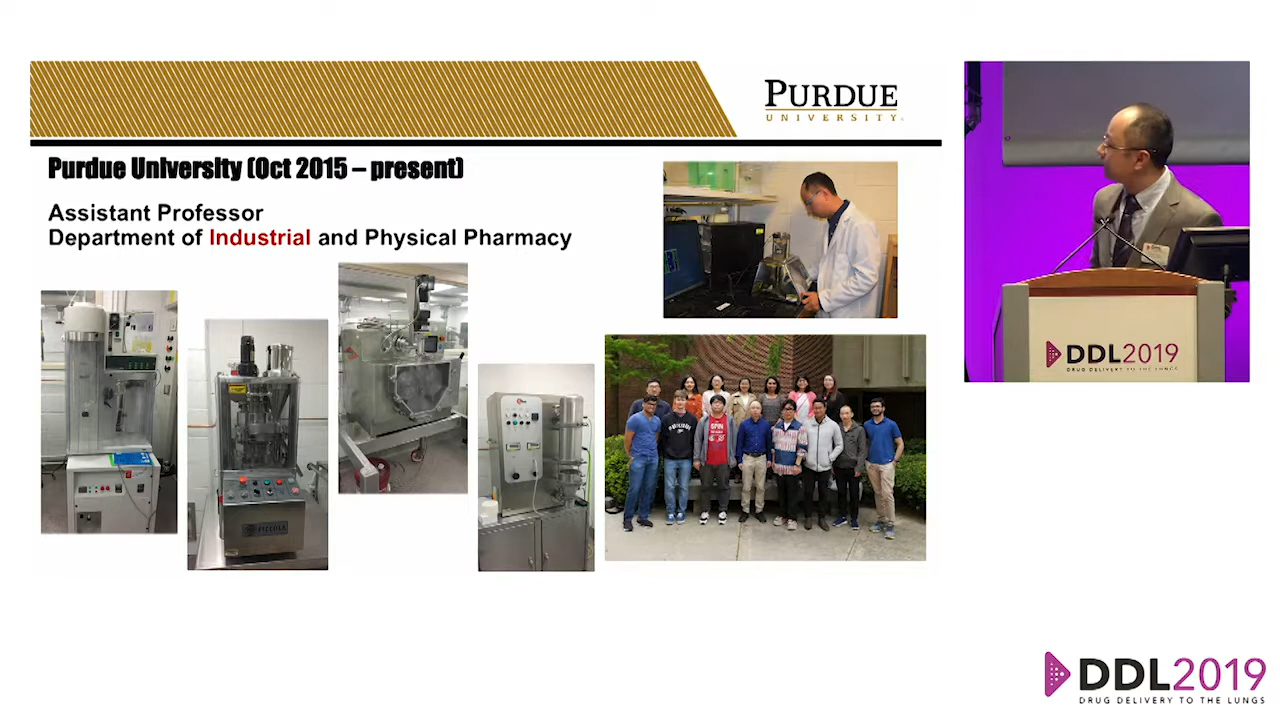 PURDUE
UNIVERSITY
Purdue University (Oct 2015 – present)
Assistant Professor
Department of Industrial and Physical Pharmacy
PICCOLA
DDL2019
DRUG DELIVERY TO THE LUNGS
DDL2019
DRUG DELIVERY TO THE LUNGS